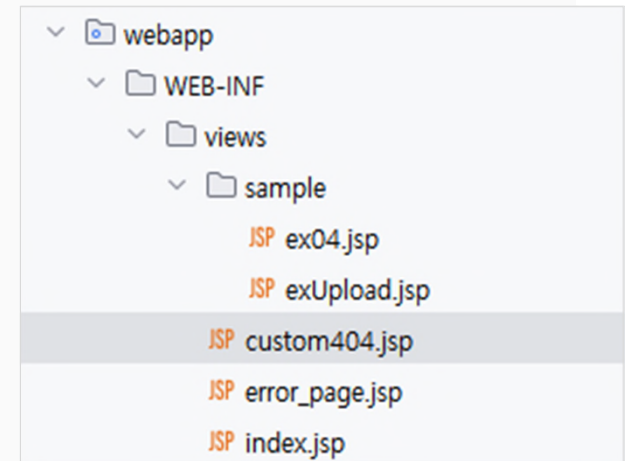 webapp
WEB-INF
views
sample
JSP ex04.jsp
JSP exUpload.jsp
JSP custom404.jsp
JSP error_page.jsp
JSP index.jsp